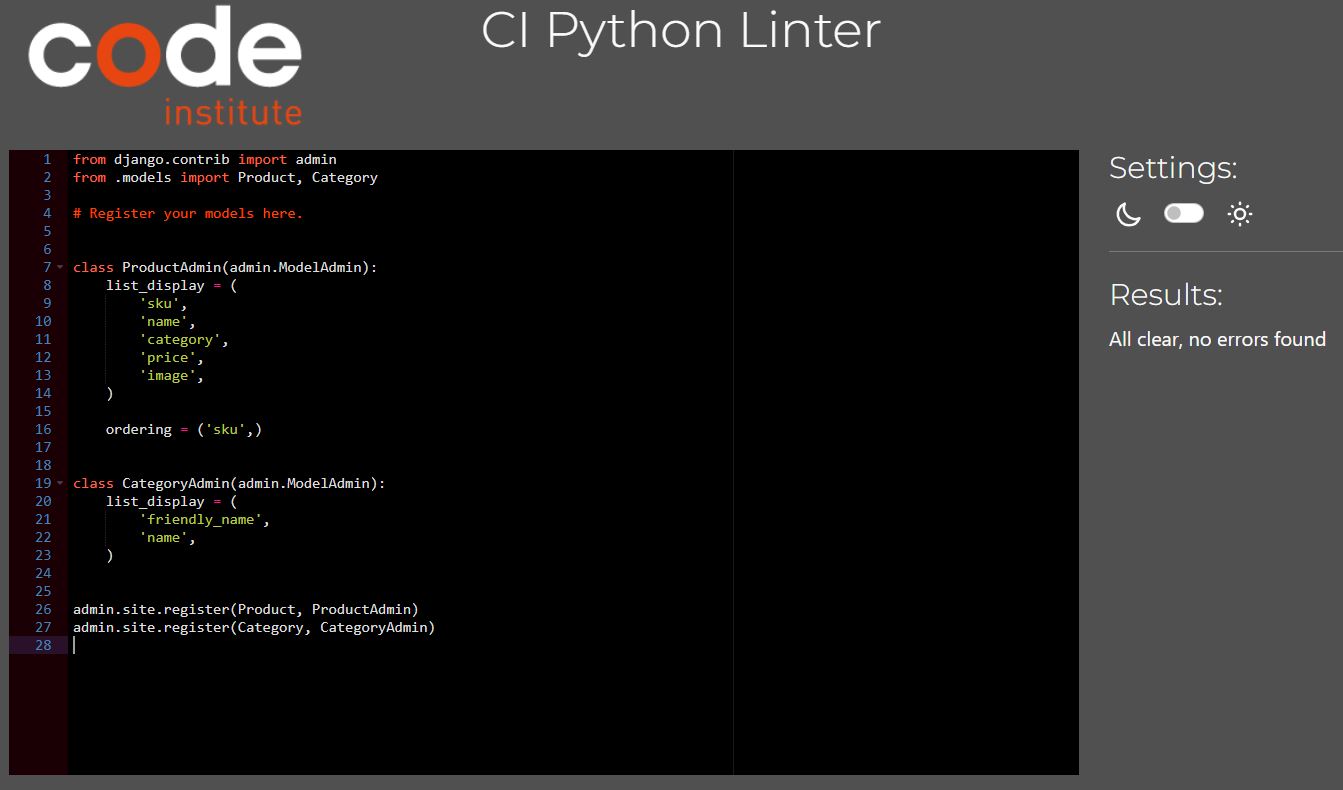 code
institute
CI Python Linter
1 from django.contrib import admin
2 from .models import Product, Category
3
4 # Register your models here.
5
6
7 class ProductAdmin(admin.ModelAdmin):
8     list_display = (
9         'sku',
10         'name',
11         'category',
12         'price',
13         'image',
14     )
15
16     ordering = ('sku',)
17
18
19 class CategoryAdmin(admin.ModelAdmin):
20     list_display = (
21         'friendly_name',
22         'name',
23     )
24
25
26 admin.site.register(Product, ProductAdmin)
27 admin.site.register(Category, CategoryAdmin)
28
Settings:
Results:
All clear, no errors found